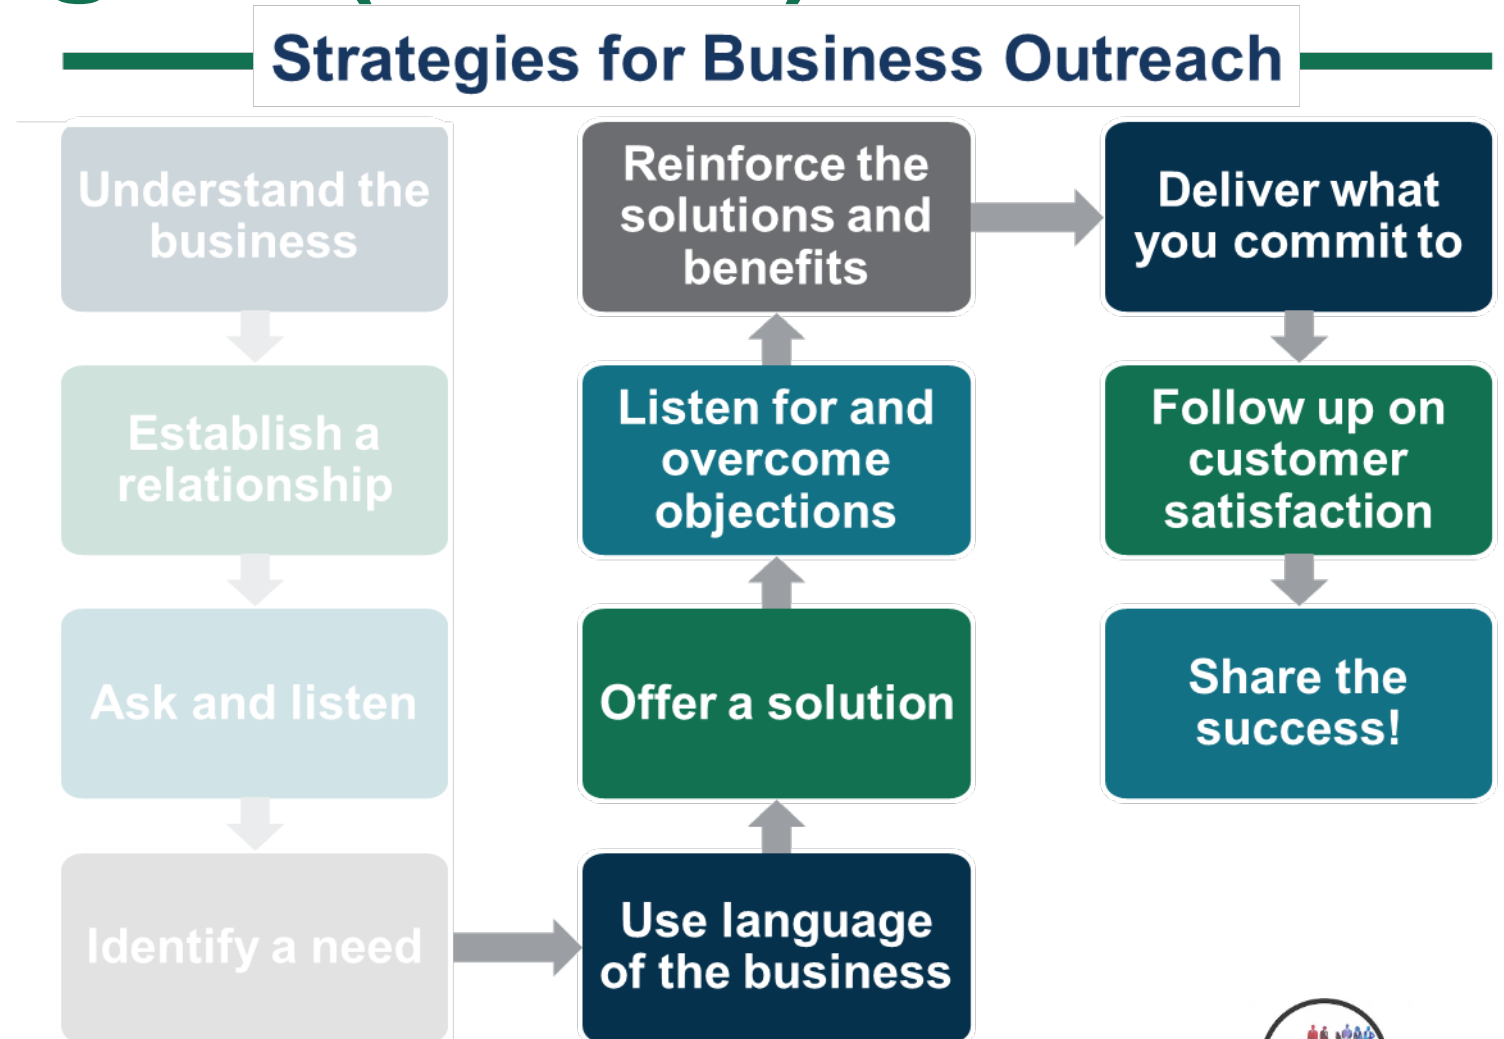 Strategies for Business Outreach
Understand the
business
Establish a
relationship
Ask and listen
Identify a need
Use language
of the business
Offer a solution
Listen for and
overcome
objections
Reinforce the
solutions and
benefits
Deliver what
you commit to
Follow up on
customer
satisfaction
Share the
success!